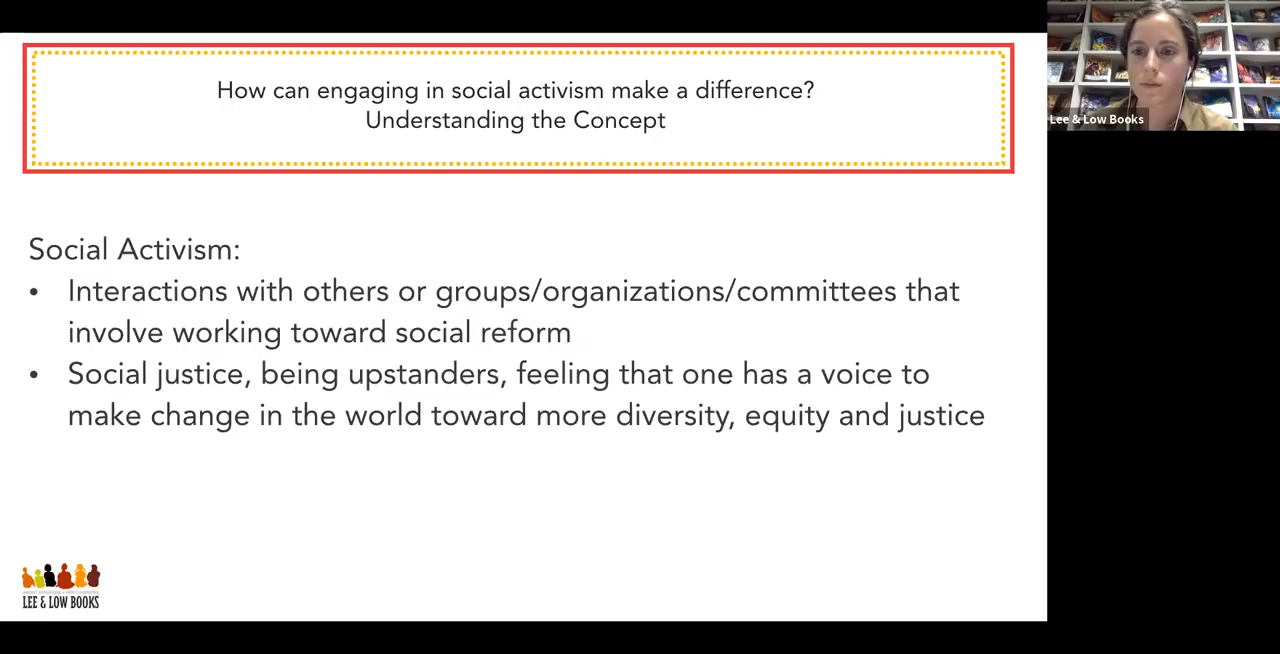 How can engaging in social activism make a difference?
Understanding the Concept
Lee & Low Books
Social Activism:
• Interactions with others or groups/organizations/committees that
involve working toward social reform
• Social justice, being upstanders, feeling that one has a voice to
make change in the world toward more diversity, equity and justice
LEE & LOW BOOKS